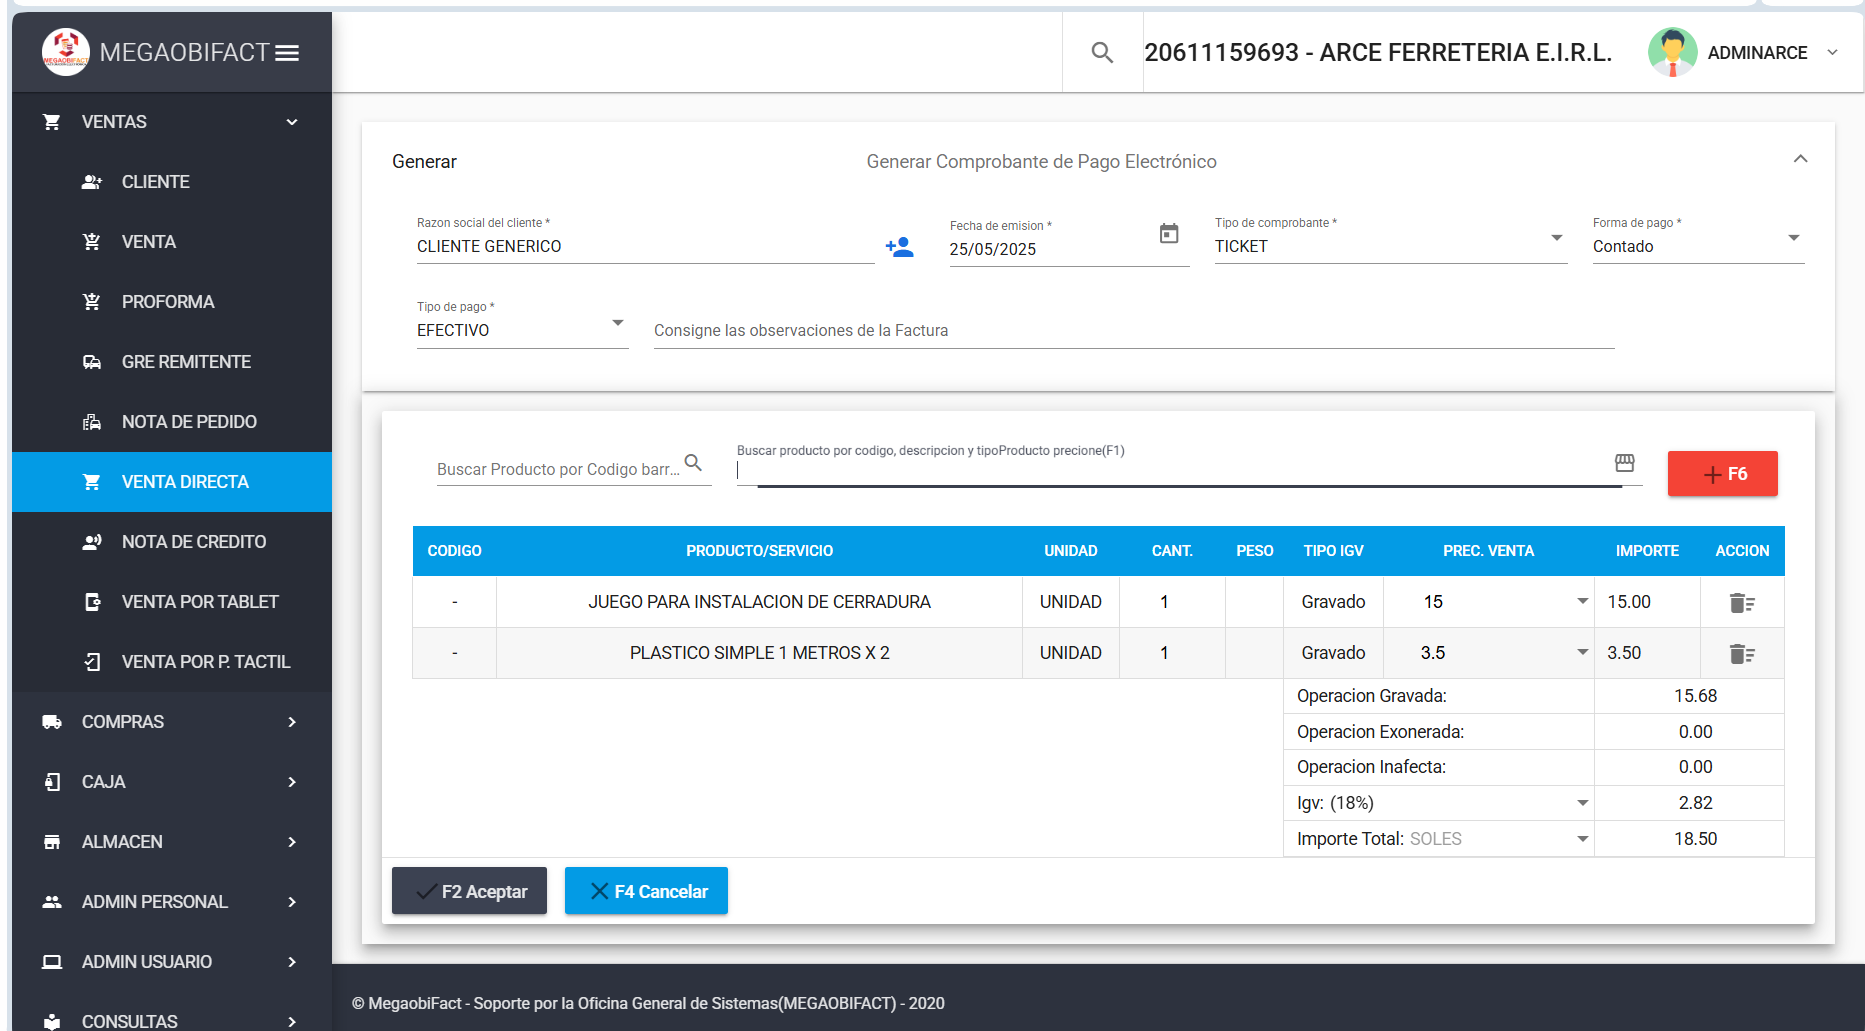 MEGAOBIFACT
20611159693 - ARCE FERRETERIA E.I.R.L.
ADMINARCE
VENTAS
CLIENTE
VENTA
PROFORMA
GRE REMITENTE
NOTA DE PEDIDO
VENTA DIRECTA
NOTA DE CREDITO
VENTA POR TABLET
VENTA POR P. TACTIL
COMPRAS
CAJA
ALMACEN
ADMIN PERSONAL
ADMIN USUARIO
CONSULTAS
Generar
Generar Comprobante de Pago Electrónico
Razon social del cliente *
CLIENTE GENERICO
Fecha de emision *
25/05/2025
Tipo de comprobante *
TICKET
Forma de pago *
Contado
Tipo de pago *
EFECTIVO
Consigne las observaciones de la Factura
Buscar Producto por Codigo barr...
Buscar producto por codigo, descripcion y tipoProducto precione(F1)
F6
CODIGO PRODUCTO/SERVICIO UNIDAD CANT. PESO TIPO IGV PREC. VENTA IMPORTE ACCION
- JUEGO PARA INSTALACION DE CERRADURA UNIDAD 1 Gravado 15 15.00
- PLASTICO SIMPLE 1 METROS X 2 UNIDAD 1 Gravado 3.5 3.50
Operacion Gravada: 15.68
Operacion Exonerada: 0.00
Operacion Inafecta: 0.00
Igv: (18%) 2.82
Importe Total: SOLES 18.50
F2 Aceptar
F4 Cancelar
© MegaobiFact - Soporte por la Oficina General de Sistemas(MEGAOBIFACT) - 2020